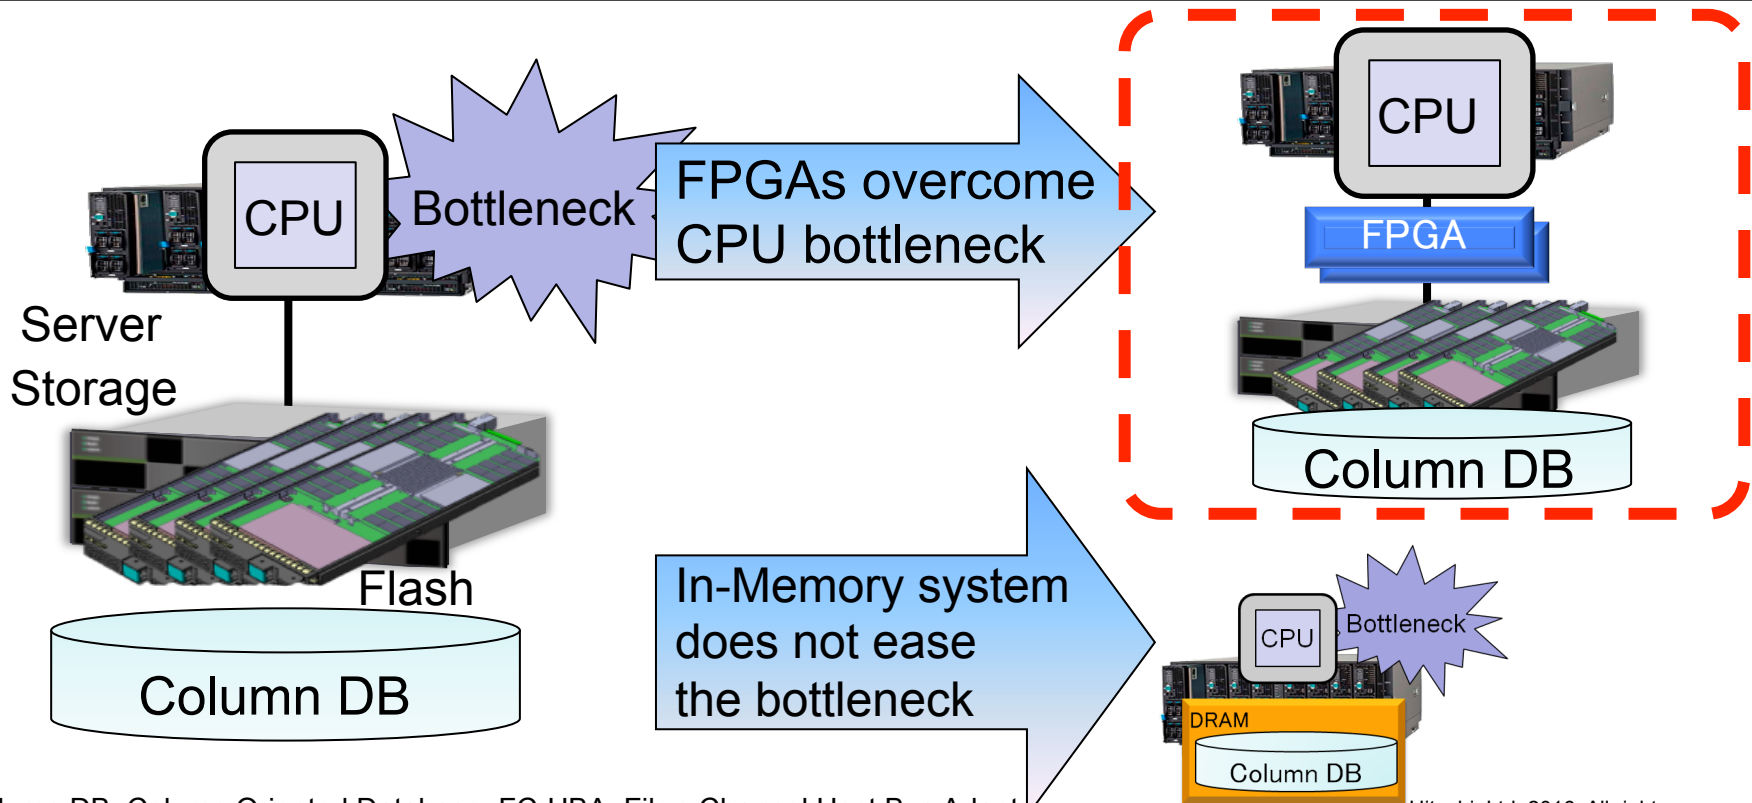 CPU
Bottleneck
Server
Storage
Flash
Column DB
FPGAs overcome
CPU bottleneck
CPU
FPGA
Column DB
In-Memory system
does not ease
the bottleneck
CPU
Bottleneck
DRAM
Column DB